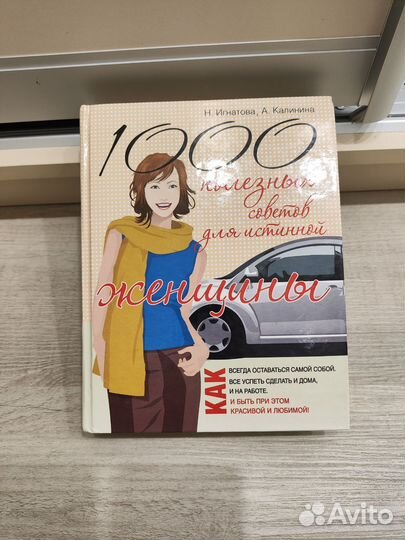 Н. Игнатова, А. Калинина
1000
полезных
советов
для истинной
женщины
КАК
ВСЕГДА ОСТАВАТЬСЯ САМОЙ СОБОЙ.
ВСЕ УСПЕТЬ СДЕЛАТЬ И ДОМА,
И НА РАБОТЕ.
И БЫТЬ ПРИ ЭТОМ
КРАСИВОЙ И ЛЮБИМОЙ!
Avito